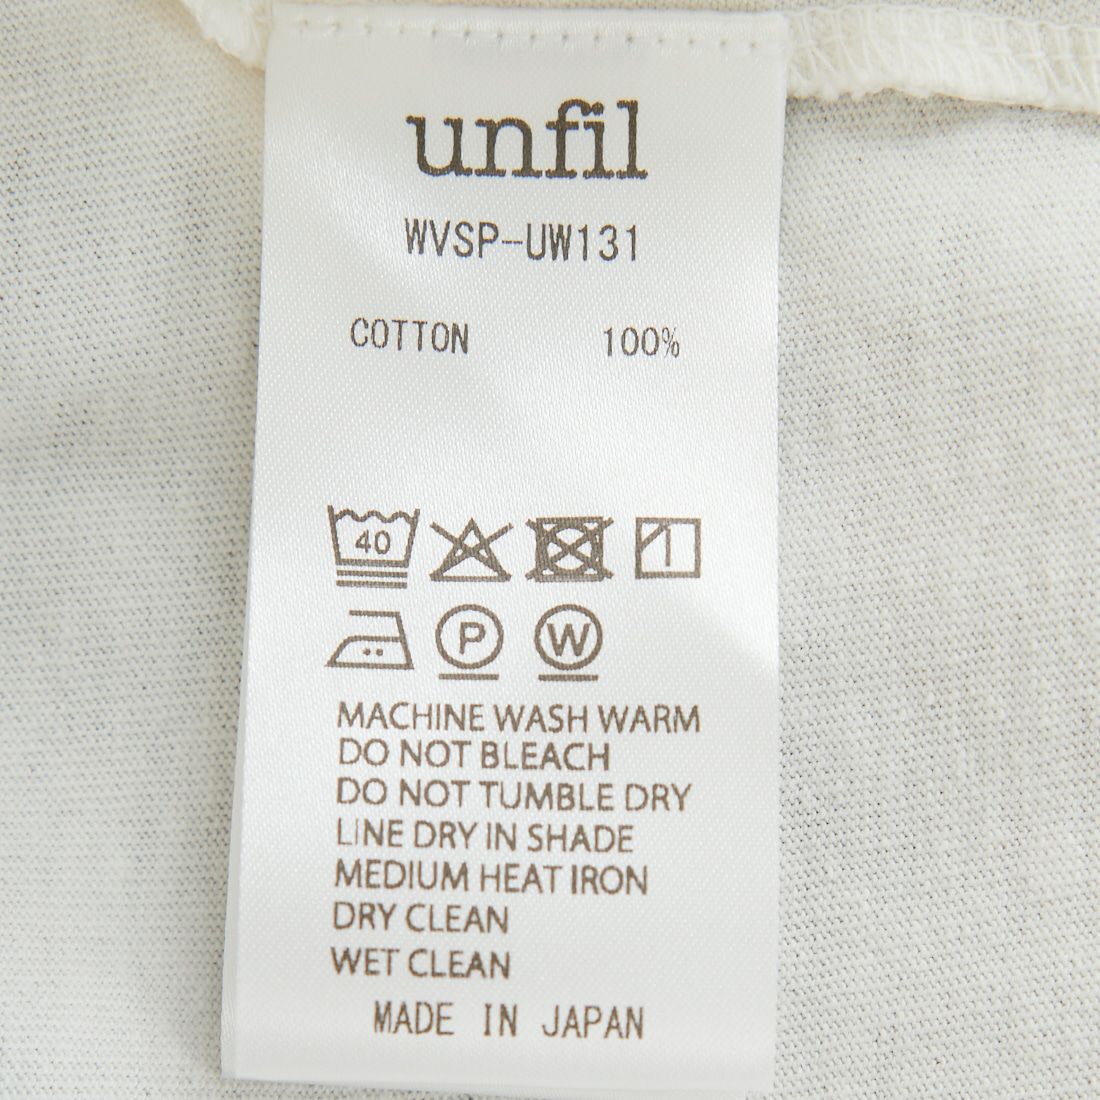 unfil
WVSP-UW131
COTTON 100%
40
P W
MACHINE WASH WARM
DO NOT BLEACH
DO NOT TUMBLE DRY
LINE DRY IN SHADE
MEDIUM HEAT IRON
DRY CLEAN
WET CLEAN
MADE IN JAPAN